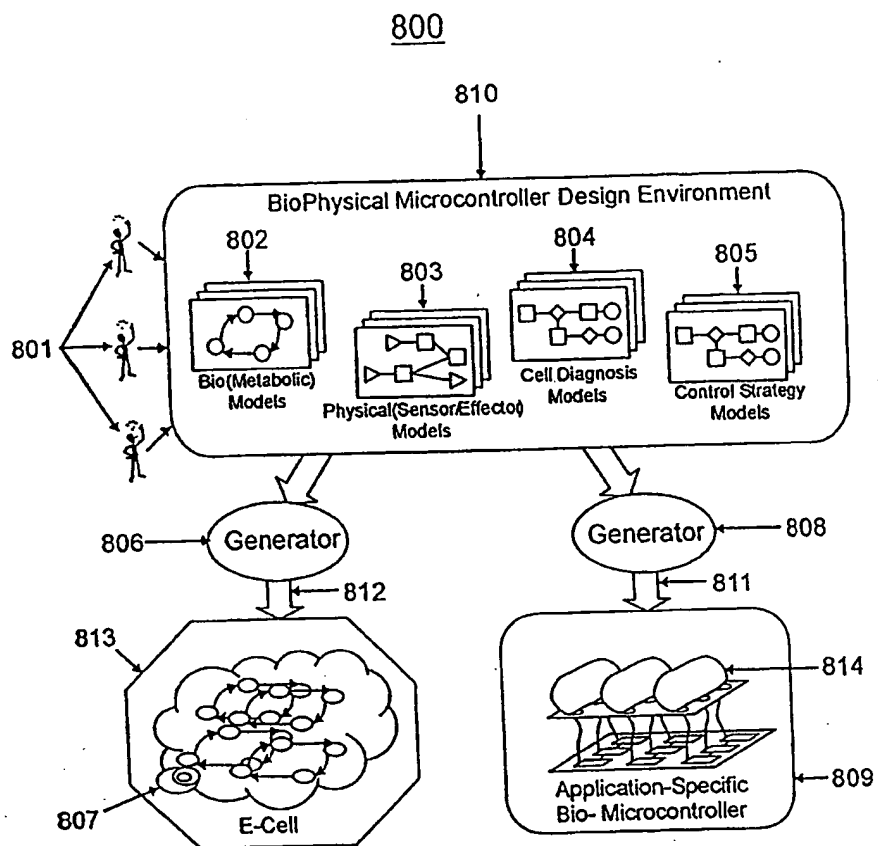 800
810
BioPhysical Microcontroller Design Environment
802
803
804
805
801
Bio(Metabolic)
Models
Physical(Sensor/Effector)
Models
Cell Diagnosis
Models
Control Strategy
Models
806
Generator
Generator
808
812
811
813
814
807
E-Cell
Application-Specific
Bio- Microcontroller
809